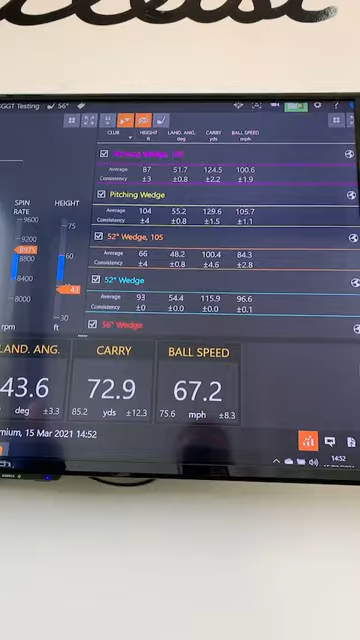 GGT Testing 56°
CLUB HEIGHT ft LAND. ANG. CARRY yds BALL SPEED mph
Average 87 51.7 124.5 100.6
Consistency ±3 ±0.8 ±2.2 ±1.9
Pitching Wedge
Average 104 55.2 129.6 105.7
Consistency ±4 ±0.8 ±1.5 ±1.1
52° Wedge, 105
Average 66 48.2 100.4 84.3
Consistency ±4 ±0.8 ±4.6 ±2.8
52° Wedge
Average 93 54.4 115.9 96.6
Consistency ±0 ±0.0 ±0.0 ±0.1
56° Wedge
SPIN RATE HEIGHT
9600
75
9200
8975
8800
60
8400
43
8000
30
rpm ft
LAND. ANG. CARRY BALL SPEED
43.6 72.9 67.2
deg ±3.3 85.2 yds ±12.3 75.6 mph ±8.3
mium, 15 Mar 2021 14:52
14:52